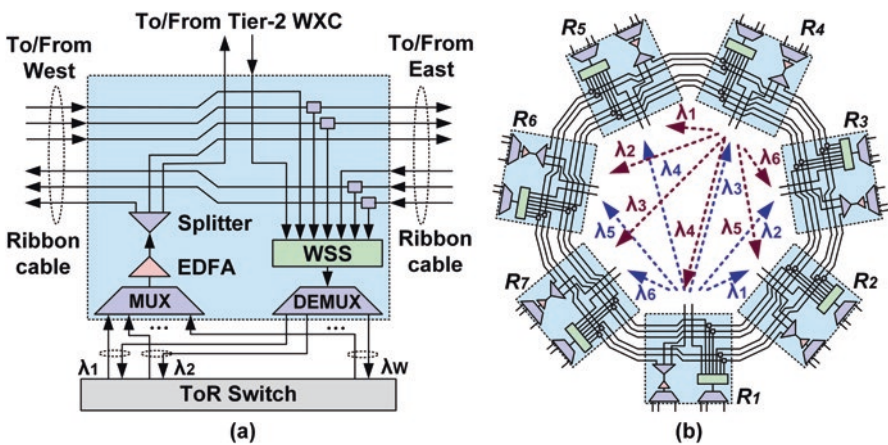 To/From Tier-2 WXC
To/From
West
To/From
East
Splitter
Ribbon
cable
EDFA
WSS
Ribbon
cable
MUX
DEMUX
...
...
λ1
λ2
λW
ToR Switch
(a)
R5
R4
R6
R3
λ1
λ2
λ4
λ6
λ3
λ3
λ5
λ4
λ5
λ2
R7
λ6
λ1
R2
R1
(b)